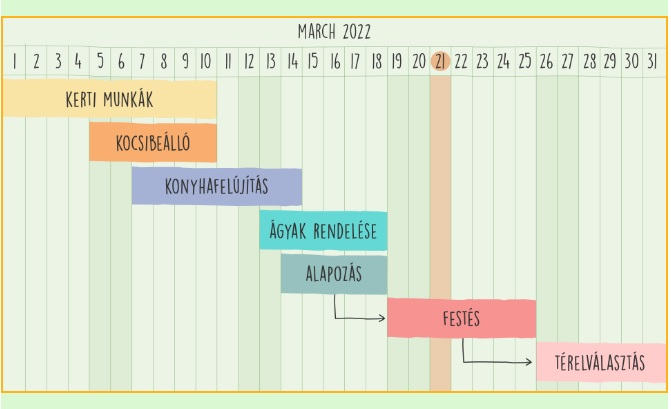 MARCH 2022
1 2 3 4 5 6 7 8 9 10 11 12 13 14 15 16 17 18 19 20 21 22 23 24 25 26 27 28 29 30 31
KERTI MUNKÁK
KOCSIBEÁLLÓ
KONYHAFELÚJÍTÁS
ÁGYAK RENDELÉSE
ALAPOZÁS
FESTÉS
TÉRELVÁLASZTÁS